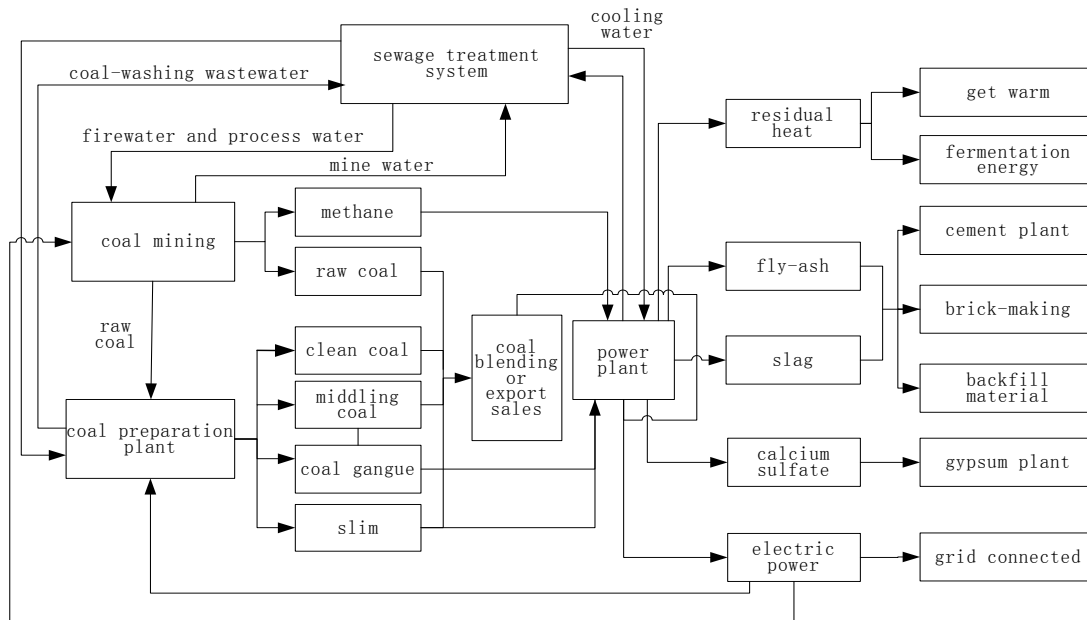 cooling
water
sewage treatment
system
coal-washing wastewater
firewater and process water
mine water
residual
heat
get warm
fermentation
energy
coal mining
methane
raw coal
raw
coal
coal preparation
plant
clean coal
middling
coal
coal gangue
slim
coal
blending
or
export
sales
power
plant
fly-ash
slag
cement plant
brick-making
backfill
material
calcium
sulfate
gypsum plant
electric
power
grid connected